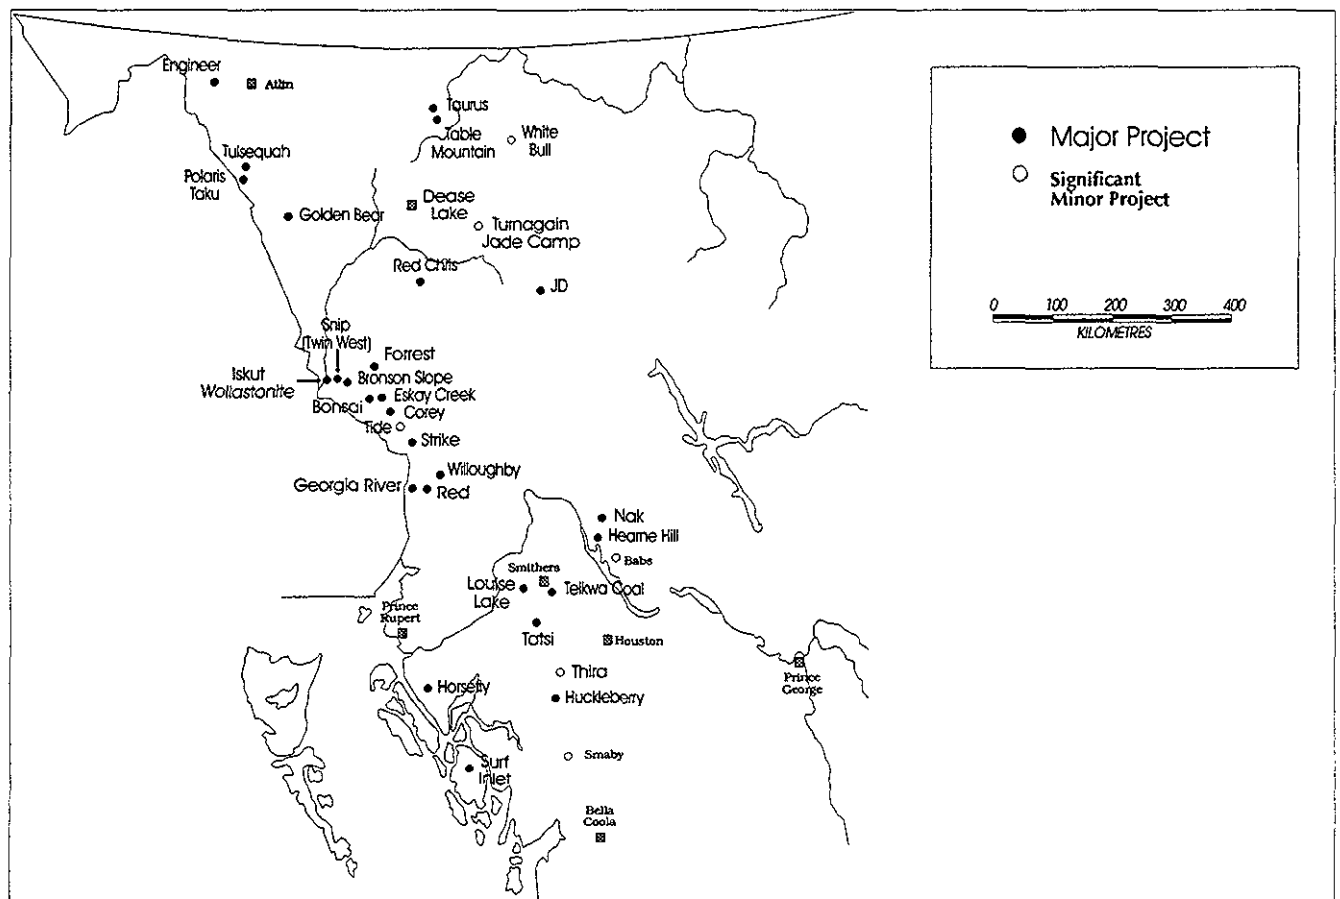 Engineer
Atlin
Taurus
Table
Mountain
White
Bull
Tulsequah
Polaris
Taku
Golden Bear
Dease
Lake
Turnagain
Jade Camp
Red Chris
JD
Snip
(Twin West)
Forrest
Iskut
Wollastonite
Bronson Slope
Eskay Creek
Bonsai
Corey
Tide
Strike
Willoughby
Georgia River
Red
Nak
Hearne Hill
Babs
Smithers
Louise
Lake
Telkwa Coal
Prince
Rupert
Tatsi
Houston
Thira
Prince
George
Horsefly
Huckleberry
Surf
Inlet
Smaby
Bella
Coola
Major Project
Significant
Minor Project
0 100 200 300 400
KILOMETRES